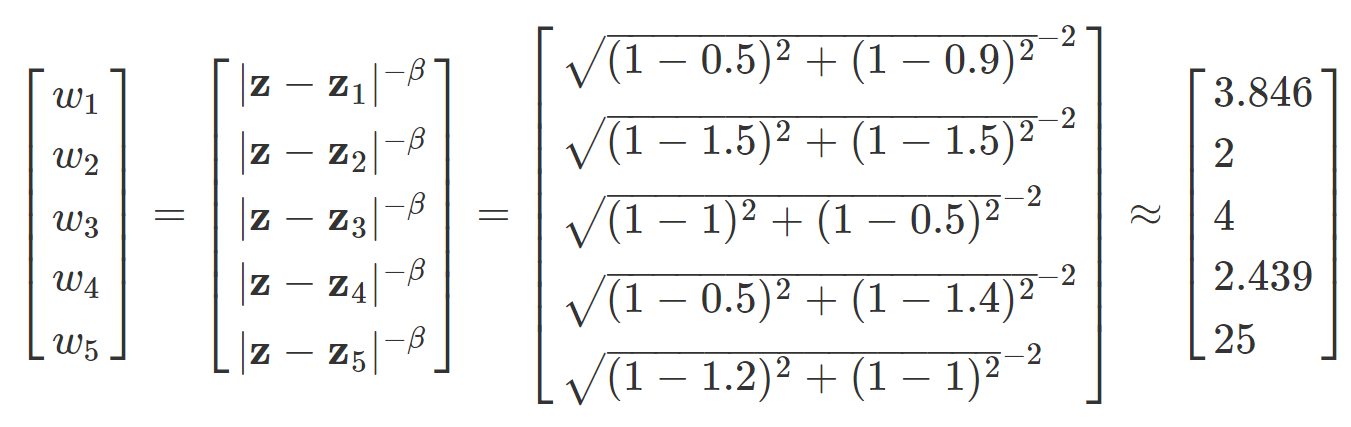 [w₁ w₂ w₃ w₄ w₅] = [|z − z₁|^−β |z − z₂|^−β |z − z₃|^−β |z − z₄|^−β |z − z₅|^−β] = [√((1 − 0.5)² + (1 − 0.9)²)^−2 √((1 − 1.5)² + (1 − 1.5)²)^−2 √((1 − 1)² + (1 − 0.5)²)^−2 √((1 − 0.5)² + (1 − 1.4)²)^−2 √((1 − 1.2)² + (1 − 1)²)^−2] ≈ [3.846 2 4 2.439 25]